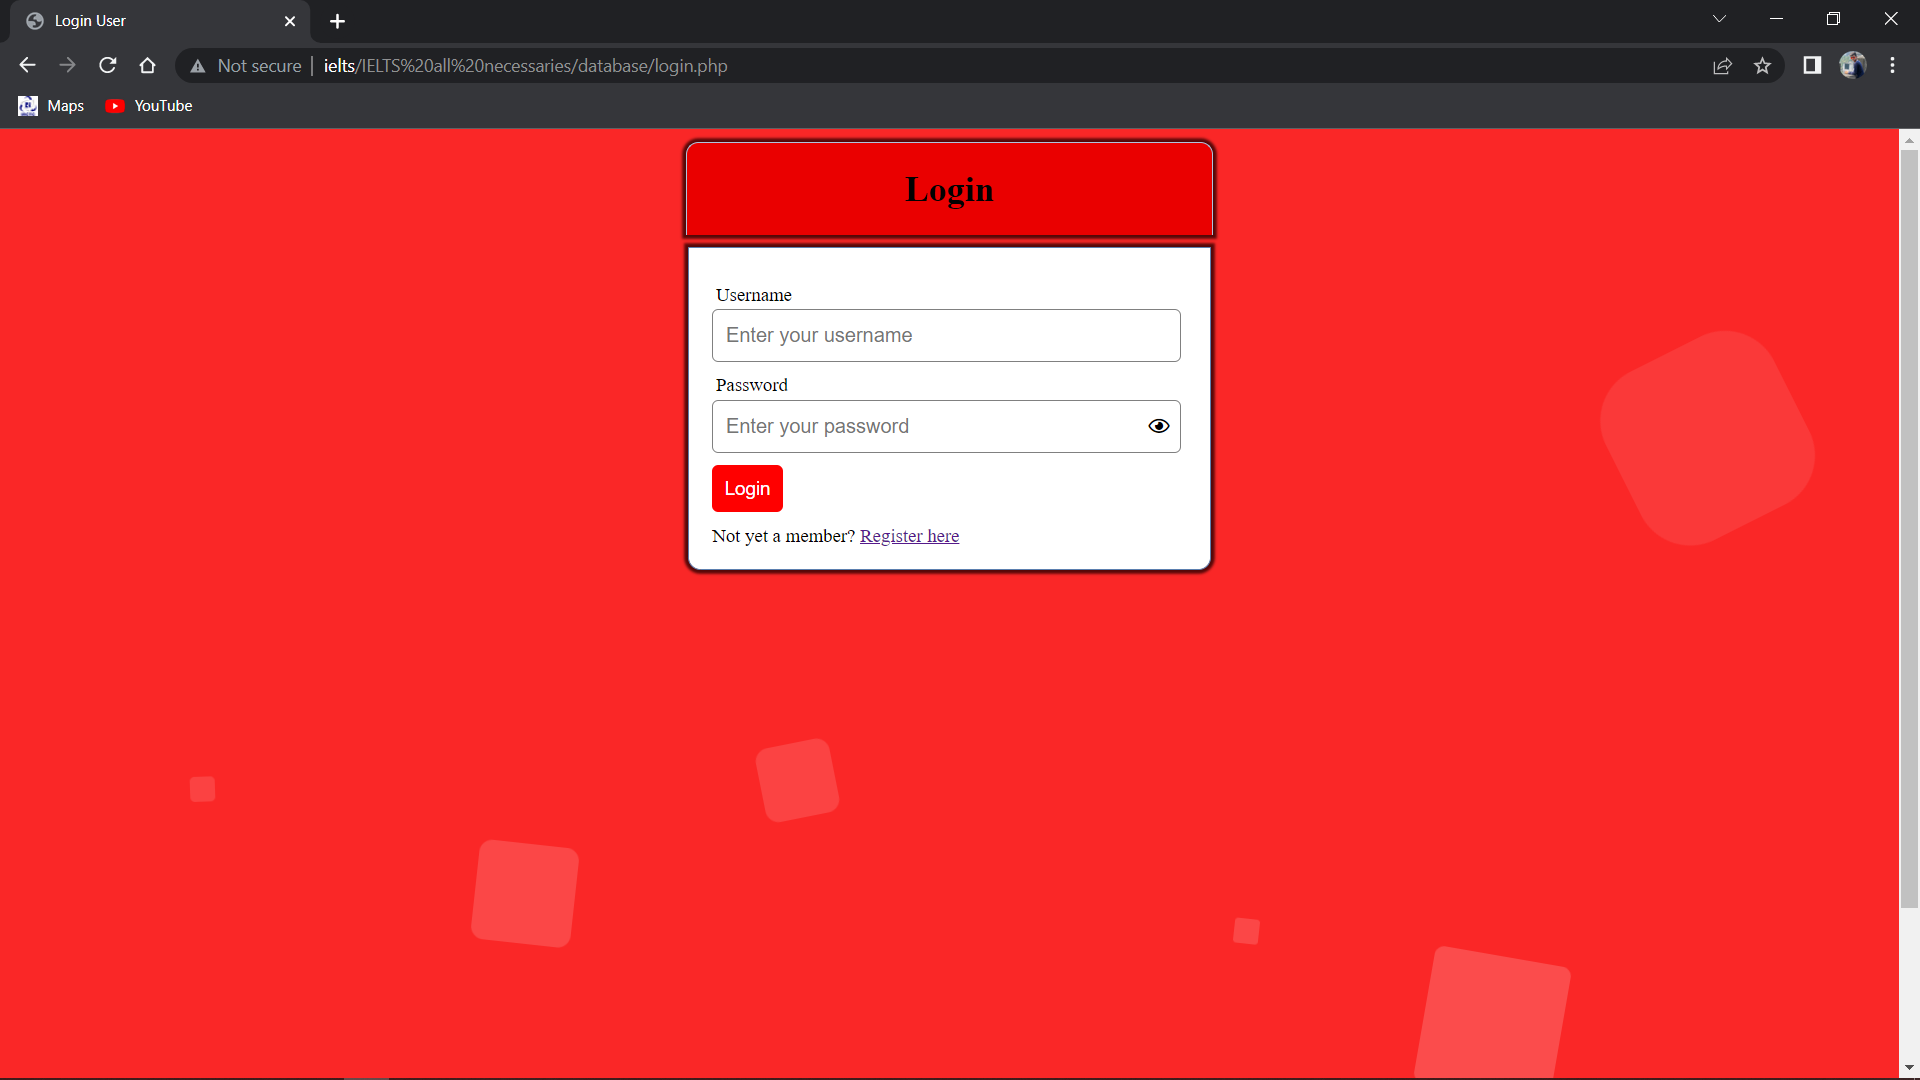 Login User
Not secure ielts/IELTS%20all%20necessaries/database/login.php
Maps YouTube
Login
Username
Enter your username
Password
Enter your password
Login
Not yet a member? Register here